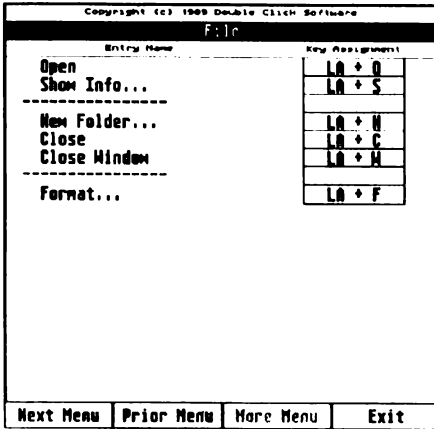 Copyright (c) 1989 Double Click Software
File
Entry Name Key Assignment
Open LA + O
Show Info... LA + S
--------------------
New Folder... LA + N
Close LA + C
Close Window LA + W
--------------------
Format... LA + F
Next Menu Prior Menu More Menu Exit